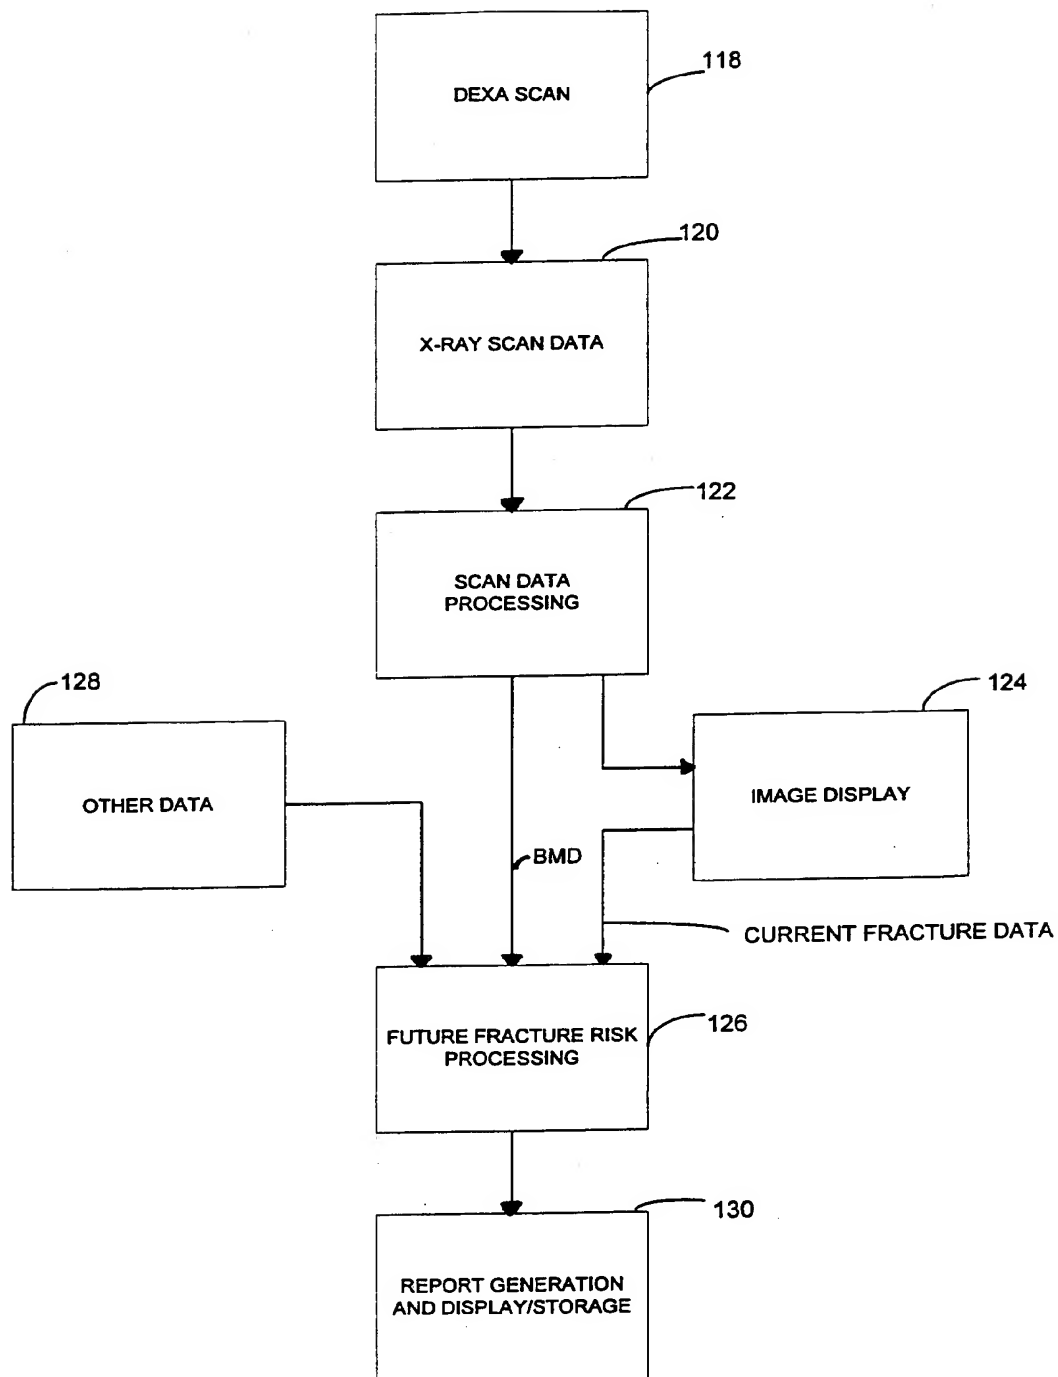 118
DEXA SCAN
120
X-RAY SCAN DATA
122
SCAN DATA
PROCESSING
128
124
OTHER DATA
IMAGE DISPLAY
BMD
CURRENT FRACTURE DATA
FUTURE FRACTURE RISK
PROCESSING
126
130
REPORT GENERATION
AND DISPLAY/STORAGE